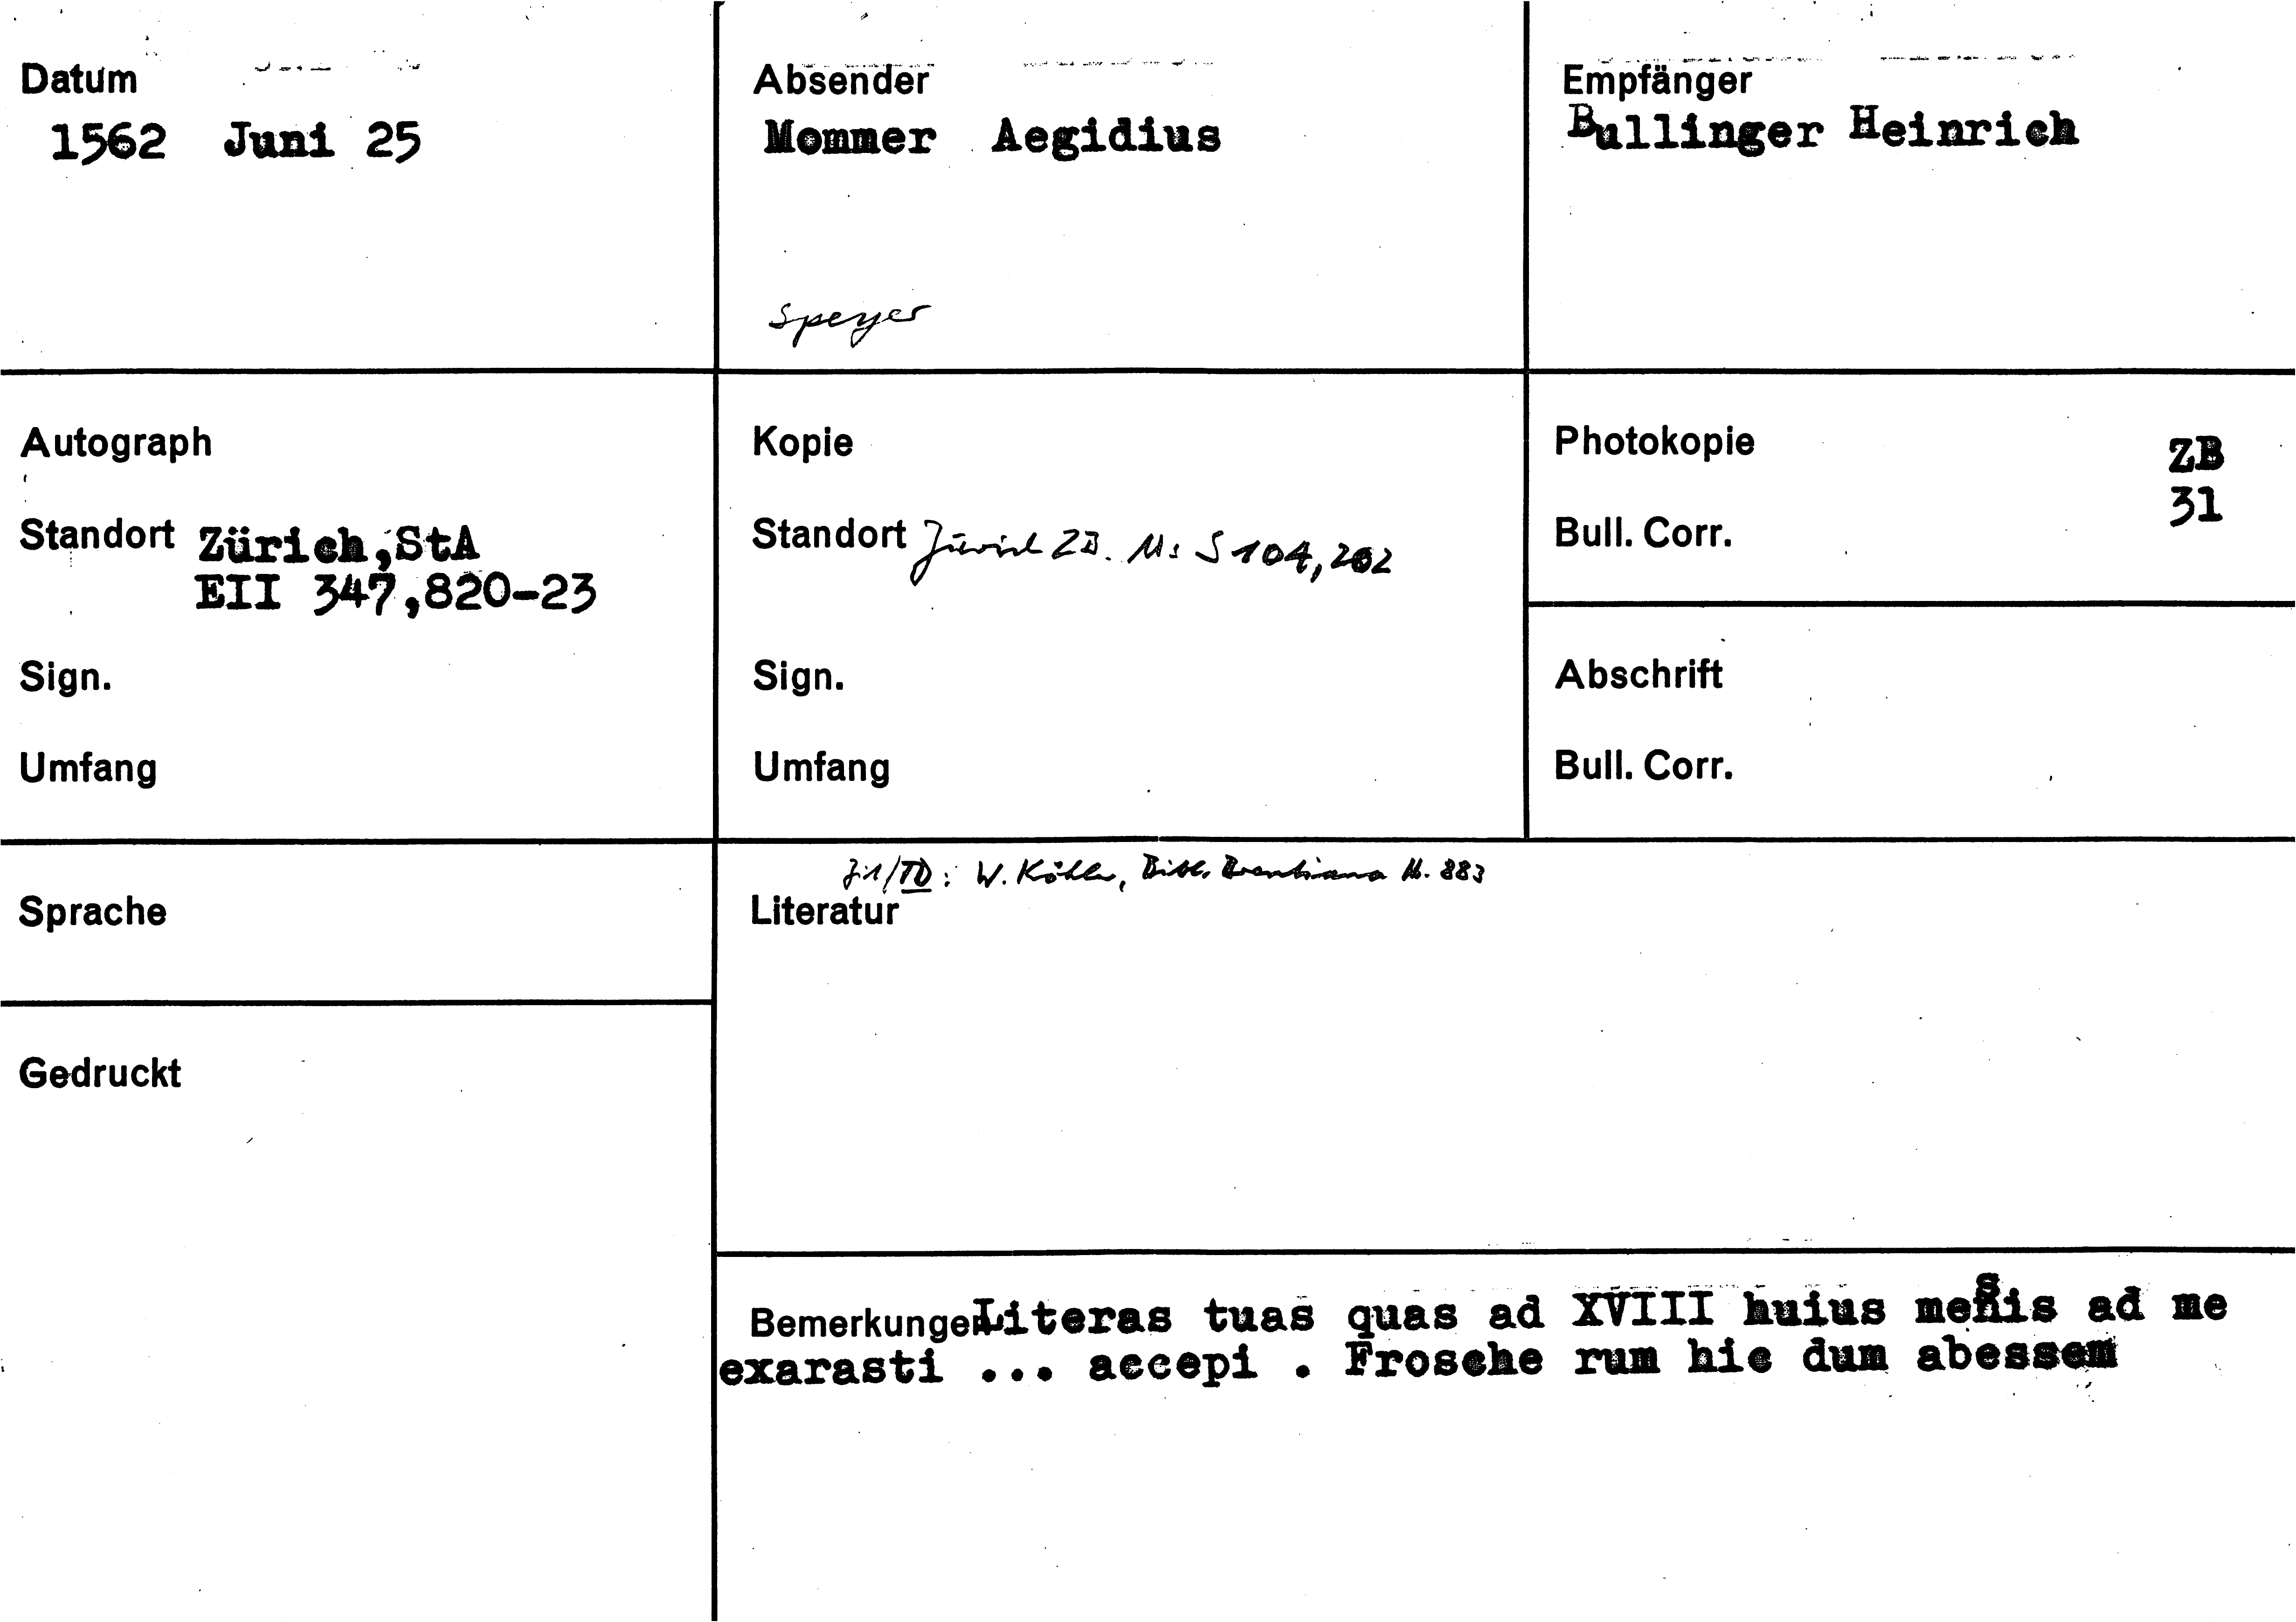 Datum
1562 Juni 25
Absender
Mommer Aegidius
Speyer
Empfänger
Bullinger Heinrich
Autograph
Standort Zürich,StA
EII 347,820-23
Sign.
Umfang
Kopie
Standort Zürich ZB. Ms S 104, 202
Sign.
Umfang
Photokopie ZB
31
Bull. Corr.
Abschrift
Bull. Corr.
Sprache
Gedruckt
W. Köhler, Bibl. Brentiana Nr. 883
Literatur
Bemerkungen Literas tuas quas ad XVIII huius mensis ad me
exarasti ... accepi . Frosche rum hic dum abessem